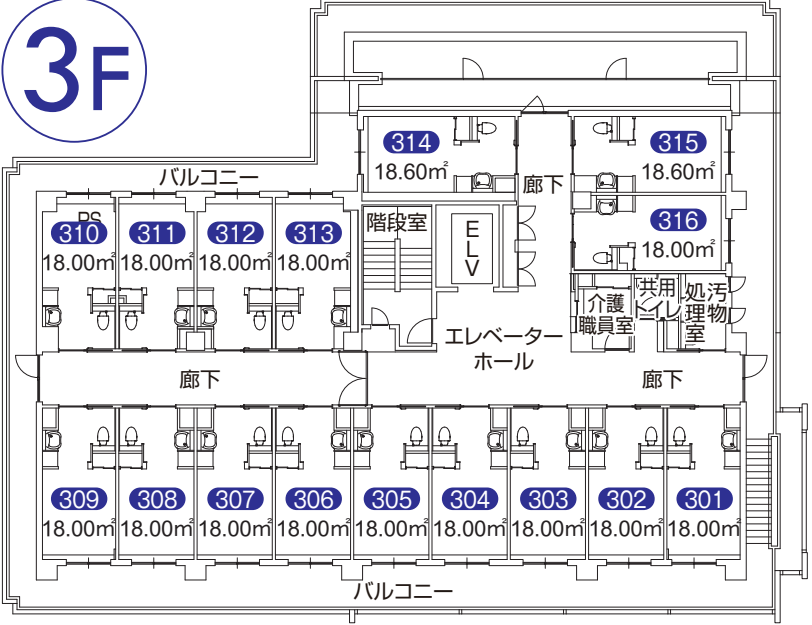 3F
314
18.60㎡
315
18.60㎡
バルコニー
廊下
316
18.00㎡
PS
310
18.00㎡
311
18.00㎡
312
18.00㎡
313
18.00㎡
階段室
ELV
介護
職員室
共用
トイレ
汚物
処理室
エレベーター
ホール
廊下
廊下
309
18.00㎡
308
18.00㎡
307
18.00㎡
306
18.00㎡
305
18.00㎡
304
18.00㎡
303
18.00㎡
302
18.00㎡
301
18.00㎡
バルコニー